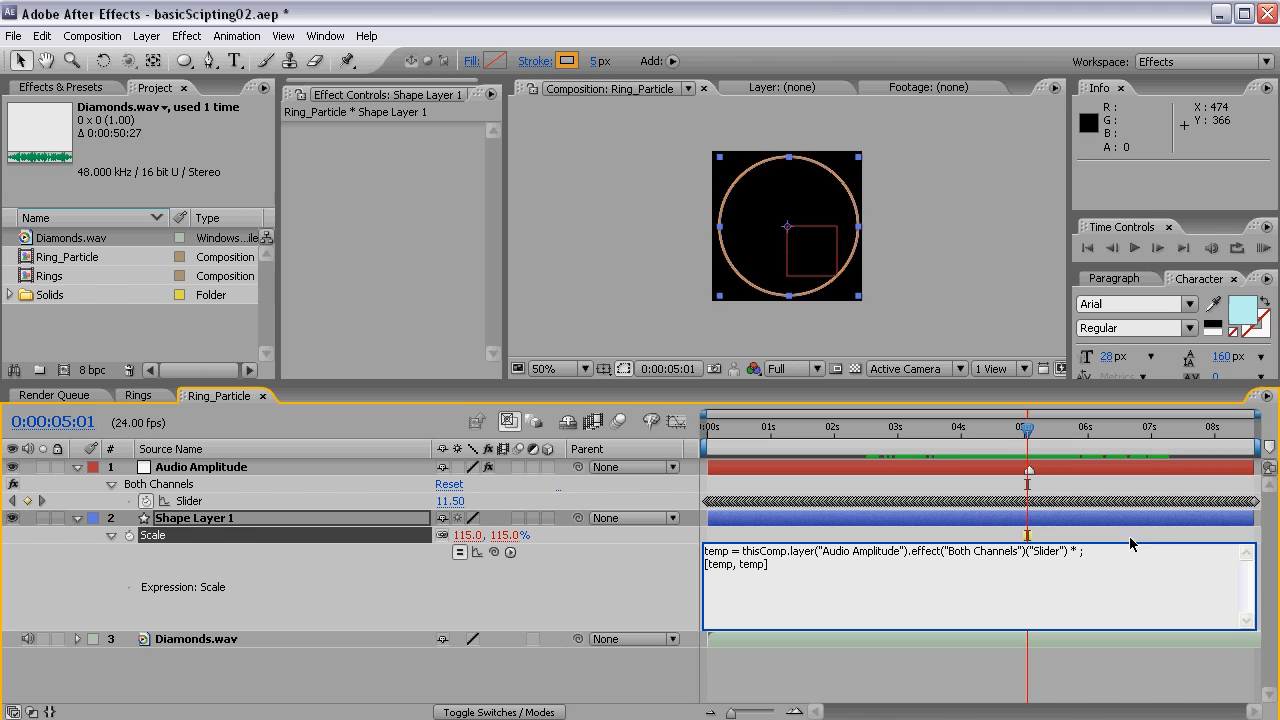 Adobe After Effects - basicScipting02.aep *
File Edit Composition Layer Effect Animation View Window Help
Fill: Stroke: 5 px Add: Workspace: Effects
Effects & Presets Project
Effect Controls: Shape Layer 1
Composition: Ring_Particle Layer: (none) Footage: (none)
Info
Diamonds.wav, used 1 time
0 x 0 (1.00)
Δ 0:00:50:27
48.000 kHz / 16 bit U / Stereo
Ring_Particle * Shape Layer 1
R :
G :
B :
A : 0
X : 474
Y : 366
Name Type
Diamonds.wav Windows...ile
Ring_Particle Composition
Rings Composition
Solids Folder
8 bpc
50% 0:00:05:01 Full Active Camera 1 View
Time Controls
Paragraph Character
Arial
Regular
28 px 160 px
Metrics 0
Render Queue Rings Ring_Particle
0:00:05:01 (24.00 fps)
:00s 01s 02s 03s 04s 05s 06s 07s 08s
# Source Name Parent
1 Audio Amplitude None
Both Channels Reset
Slider 11.50
2 Shape Layer 1 None
Scale 115.0, 115.0%
Expression: Scale
temp = thisComp.layer("Audio Amplitude").effect("Both Channels")("Slider") * ;
[temp, temp]
3 Diamonds.wav None
Toggle Switches / Modes